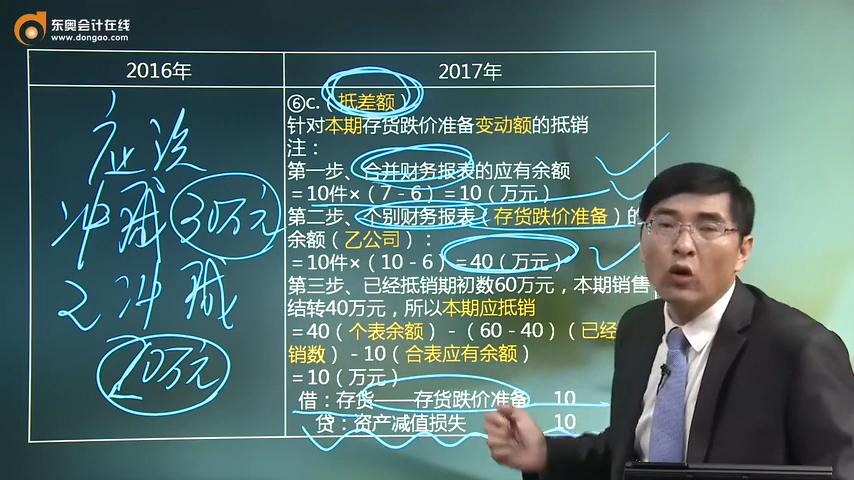 东奥会计在线
www.dongao.com
2016年
2017年
应该
冲减30万元
已冲减
20万元
⑥c.（抵差额）
针对本期存货跌价准备变动额的抵销
注：
第一步、合并财务报表的应有余额
＝10件×（7－6）＝10（万元）
第二步、个别财务报表（存货跌价准备）的
余额（乙公司）：
＝10件×（10－6）＝40（万元）
第三步、已经抵销期初数60万元，本期销售
结转40万元，所以本期应抵销
＝40（个表余额）－（60－40）（已经
销数）－10（合表应有余额）
＝10（万元）
借：存货——存货跌价准备 10
贷：资产减值损失 10